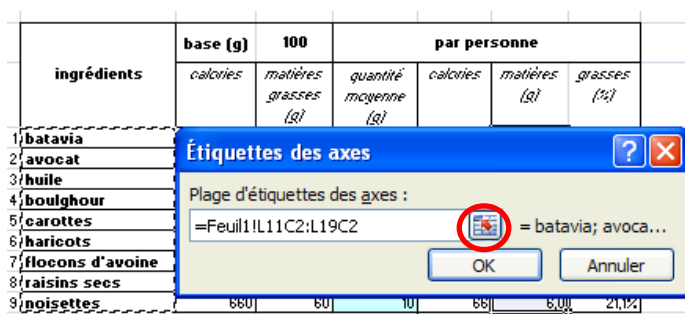 base (g) 100 par personne
ingrédients calories matières grasses (g) quantité moyenne (g) calories matières (g) grasses (%)
1 batavia
2 avocat
3 huile
4 boulghour
5 carottes
6 haricots
7 flocons d'avoine
8 raisins secs
9 noisettes 660 60 10 66 6,0 21,1%
Étiquettes des axes
Plage d'étiquettes des axes :
=Feuil1!L11C2:L19C2 = batavia; avoca...
OK Annuler